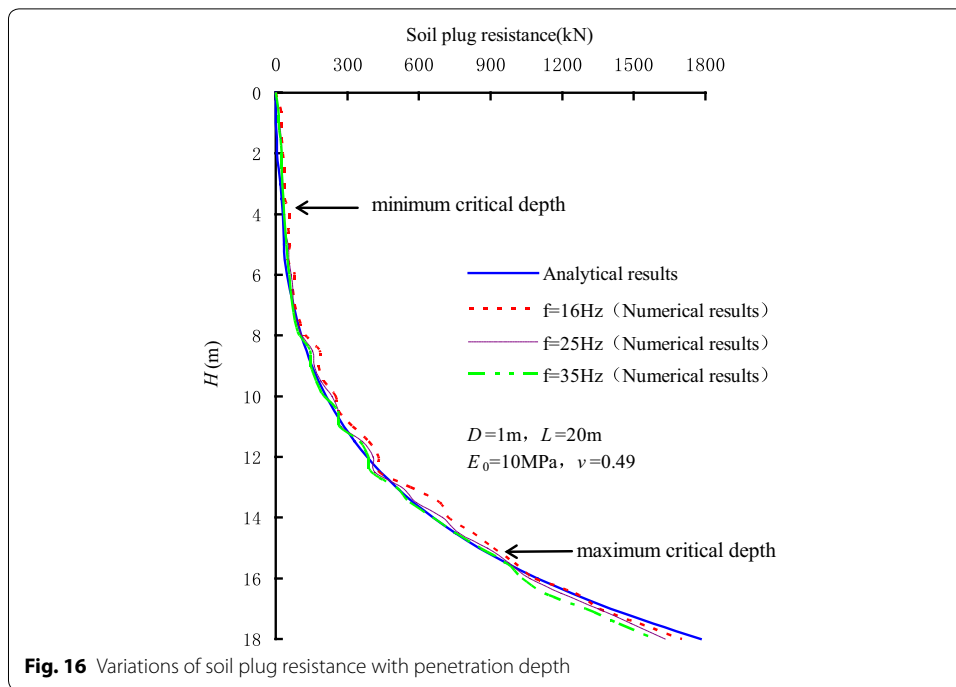 Soil plug resistance(kN)
0 300 600 900 1200 1500 1800
0
2
minimum critical depth
4
6
Analytical results
f=16Hz（Numerical results）
8
f=25Hz（Numerical results）
H(m)
f=35Hz（Numerical results）
10
D=1m，L=20m
12
E0=10MPa，ν=0.49
14
maximum critical depth
16
18
Fig. 16 Variations of soil plug resistance with penetration depth